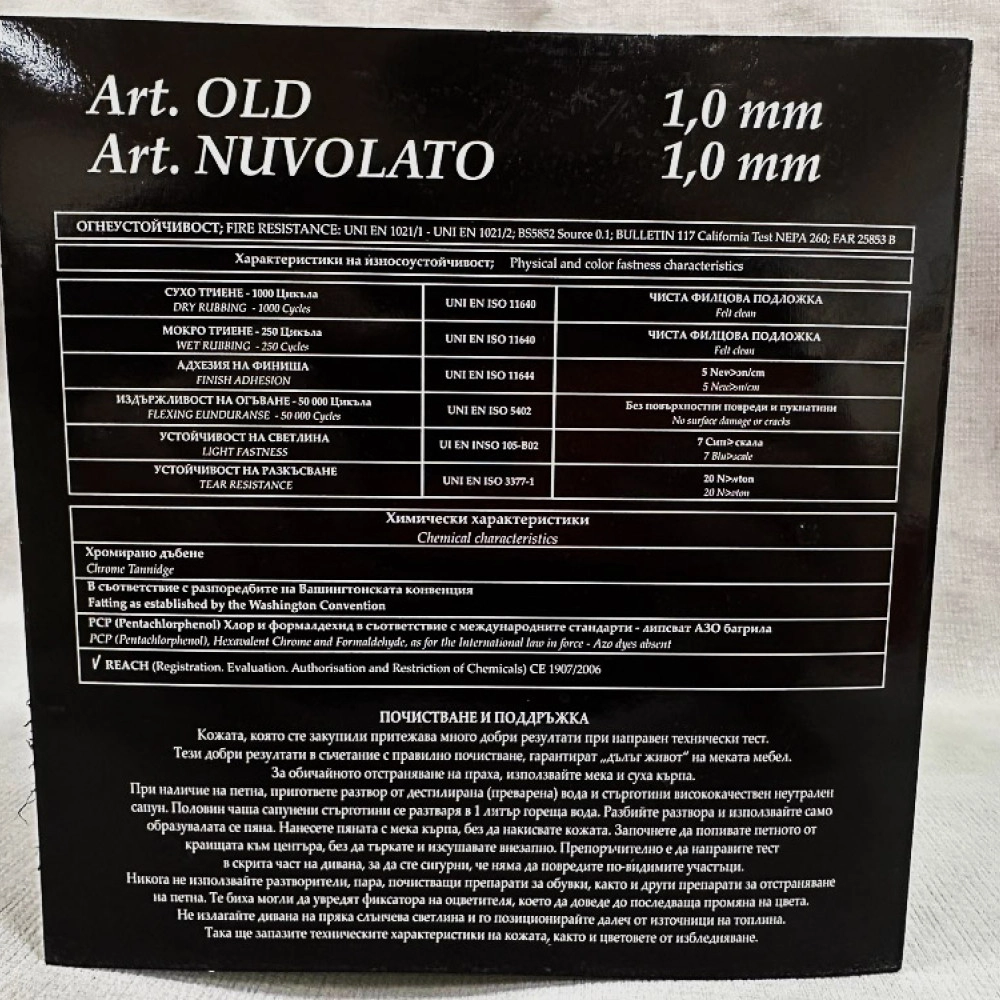 Art. OLD 1,0 mm
Art. NUVOLATO 1,0 mm
ОГНЕУСТОЙЧИВОСТ; FIRE RESISTANCE: UNI EN 1021/1 - UNI EN 1021/2; BS5852 Source 0.1; BULLETIN 117 California Test NEPA 260; FAR 25853 B
Характеристики на износоустойчивост; Physical and color fastness characteristics
СУХО ТРИЕНЕ - 1000 Цикъла
DRY RUBBING - 1000 Cycles
UNI EN ISO 11640
ЧИСТА ФИЛЦОВА ПОДЛОЖКА
Felt clean
МОКРО ТРИЕНЕ - 250 Цикъла
WET RUBBING - 250 Cycles
UNI EN ISO 11640
ЧИСТА ФИЛЦОВА ПОДЛОЖКА
Felt clean
АДХЕЗИЯ НА ФИНИША
FINISH ADHESION
UNI EN ISO 11644
5 New>on/cm
5 New>on/cm
ИЗДЪРЖЛИВОСТ НА ОГЪВАНЕ - 50 000 Цикъла
FLEXING EUNDURANSE - 50 000 Cycles
UNI EN ISO 5402
Без повърхностни повреди и пукнатини
No surface damage or cracks
УСТОЙЧИВОСТ НА СВЕТЛИНА
LIGHT FASTNESS
UI EN INSO 105-B02
7 Син>скала
7 Blu>scale
УСТОЙЧИВОСТ НА РАЗКЪСВАНЕ
TEAR RESISTANCE
UNI EN ISO 3377-1
20 N>wton
20 N>wton
Химически характеристики
Chemical characteristics
Хромирано дъбене
Chrome Tannidge
В съответствие с разпоредбите на Вашингтонската конвенция
Fatting as established by the Washington Convention
PCP (Pentachlorphenol) Хлор и формалдехид в съответствие с международните стандарти - липсват АЗО багрила
PCP (Pentachlorphenol), Hexavalent Chrome and Formaldehyde, as for the International law in force - Azo dyes absent
√ REACH (Registration. Evaluation. Authorisation and Restriction of Chemicals) CE 1907/2006
ПОЧИСТВАНЕ И ПОДДРЪЖКА
Кожата, която сте закупили притежава много добри резултати при направен технически тест.
Тези добри резултати в съчетание с правилно почистване, гарантират „дълъг живот" на меката мебел.
За обичайното отстраняване на праха, използвайте мека и суха кърпа.
При наличие на петна, пригответе разтвор от дестилирана (преварена) вода и стърготини висококачествен неутрален
сапун. Половин чаша сапунени стърготини се разтваря в 1 литър гореща вода. Разбийте разтвора и използвайте само
образувалата се пяна. Нанесете пяната с мека кърпа, без да накисвате кожата. Започнете да попивате петното от
краищата към центъра, без да търкате и изсушавате внезапно. Препоръчително е да направите тест
в скрита част на дивана, за да сте сигурни, че няма да повредите по-видимите участъци.
Никога не използвайте разтворители, пара, почистващи препарати за обувки, както и други препарати за отстраняване
на петна. Те биха могли да увредят фиксатора на оцветителя, което да доведе до последваща промяна на цвета.
Не излагайте дивана на пряка слънчева светлина и го позиционирайте далеч от източници на топлина.
Така ще запазите техническите характеристики на кожата, както и цветовете от избледняване.